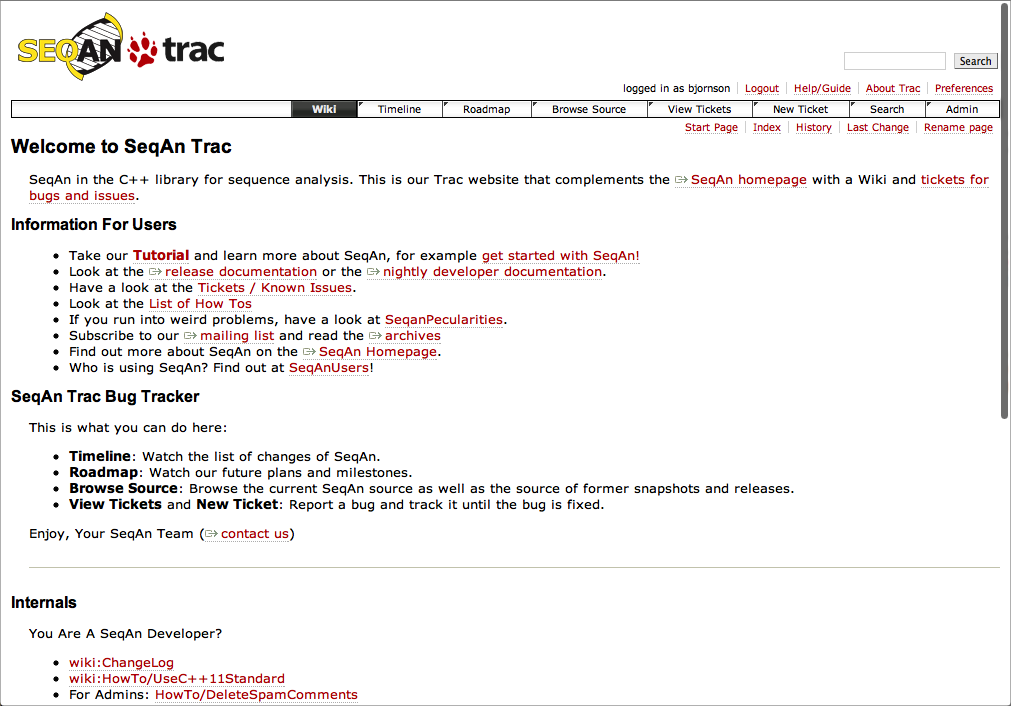 SEQAN trac
Search
logged in as bjornson Logout Help/Guide About Trac Preferences
Wiki Timeline Roadmap Browse Source View Tickets New Ticket Search Admin
Start Page Index History Last Change Rename page
Welcome to SeqAn Trac
SeqAn in the C++ library for sequence analysis. This is our Trac website that complements the SeqAn homepage with a Wiki and tickets for
bugs and issues.
Information For Users
• Take our Tutorial and learn more about SeqAn, for example get started with SeqAn!
• Look at the release documentation or the nightly developer documentation.
• Have a look at the Tickets / Known Issues.
• Look at the List of How Tos
• If you run into weird problems, have a look at SeqanPecularities.
• Subscribe to our mailing list and read the archives
• Find out more about SeqAn on the SeqAn Homepage.
• Who is using SeqAn? Find out at SeqAnUsers!
SeqAn Trac Bug Tracker
This is what you can do here:
• Timeline: Watch the list of changes of SeqAn.
• Roadmap: Watch our future plans and milestones.
• Browse Source: Browse the current SeqAn source as well as the source of former snapshots and releases.
• View Tickets and New Ticket: Report a bug and track it until the bug is fixed.
Enjoy, Your SeqAn Team (contact us)
Internals
You Are A SeqAn Developer?
• wiki:ChangeLog
• wiki:HowTo/UseC++11Standard
• For Admins: HowTo/DeleteSpamComments